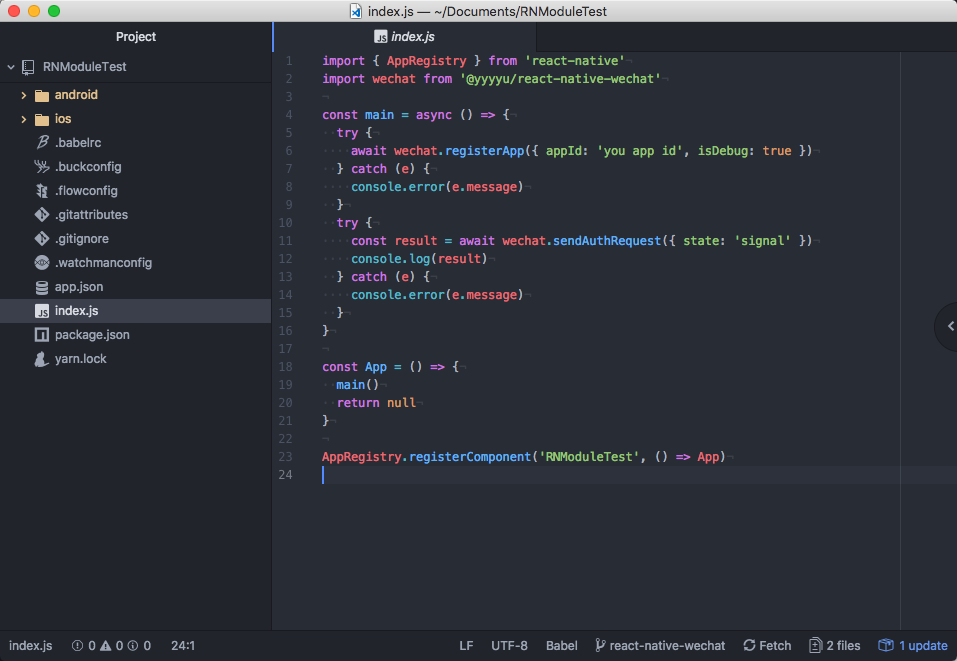 index.js — ~/Documents/RNModuleTest
Project
RNModuleTest
android
ios
.babelrc
.buckconfig
.flowconfig
.gitattributes
.gitignore
.watchmanconfig
app.json
index.js
package.json
yarn.lock
index.js
1 import { AppRegistry } from 'react-native'
2 import wechat from '@yyyyu/react-native-wechat'
3
4 const main = async () => {
5 try {
6 await wechat.registerApp({ appId: 'you app id', isDebug: true })
7 } catch (e) {
8 console.error(e.message)
9 }
10 try {
11 const result = await wechat.sendAuthRequest({ state: 'signal' })
12 console.log(result)
13 } catch (e) {
14 console.error(e.message)
15 }
16 }
17
18 const App = () => {
19 main()
20 return null
21 }
22
23 AppRegistry.registerComponent('RNModuleTest', () => App)
24
index.js 0 0 0 24:1 LF UTF-8 Babel react-native-wechat Fetch 2 files 1 update